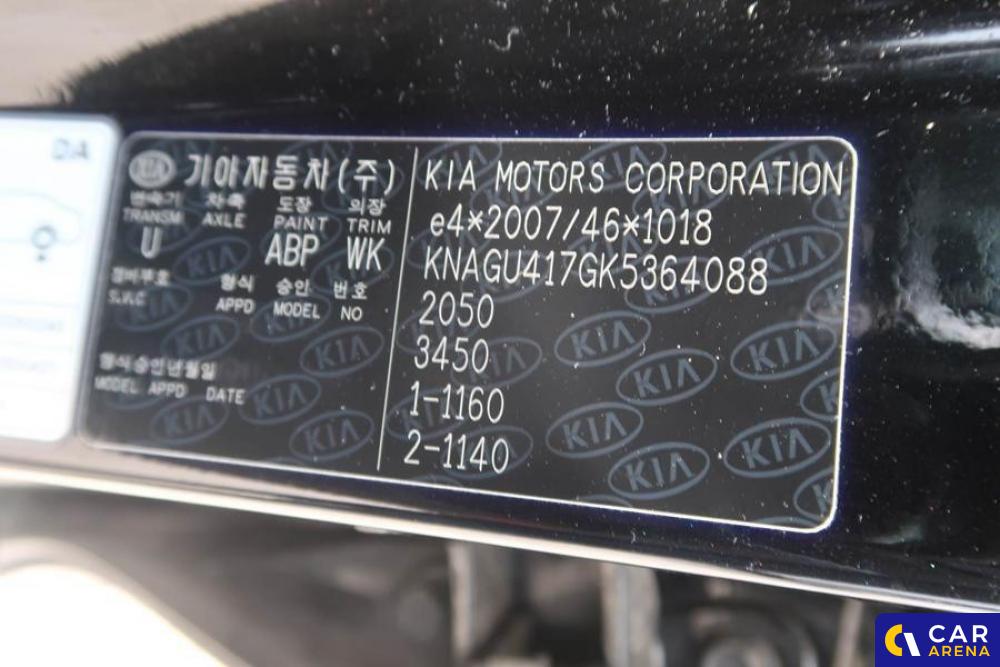 DA
KIA 기아자동차(주)
변속기 차축 도장 의장
TRANSM AXLE PAINT TRIM
U ABP WK
형식 승인 번호
SVLC APPD MODEL NO
형식승인년월일
MODEL APPD DATE
KIA MOTORS CORPORATION
e4*2007/46*1018
KNAGU417GK5364088
2050
3450
1-1160
2-1140
CAR
ARENA